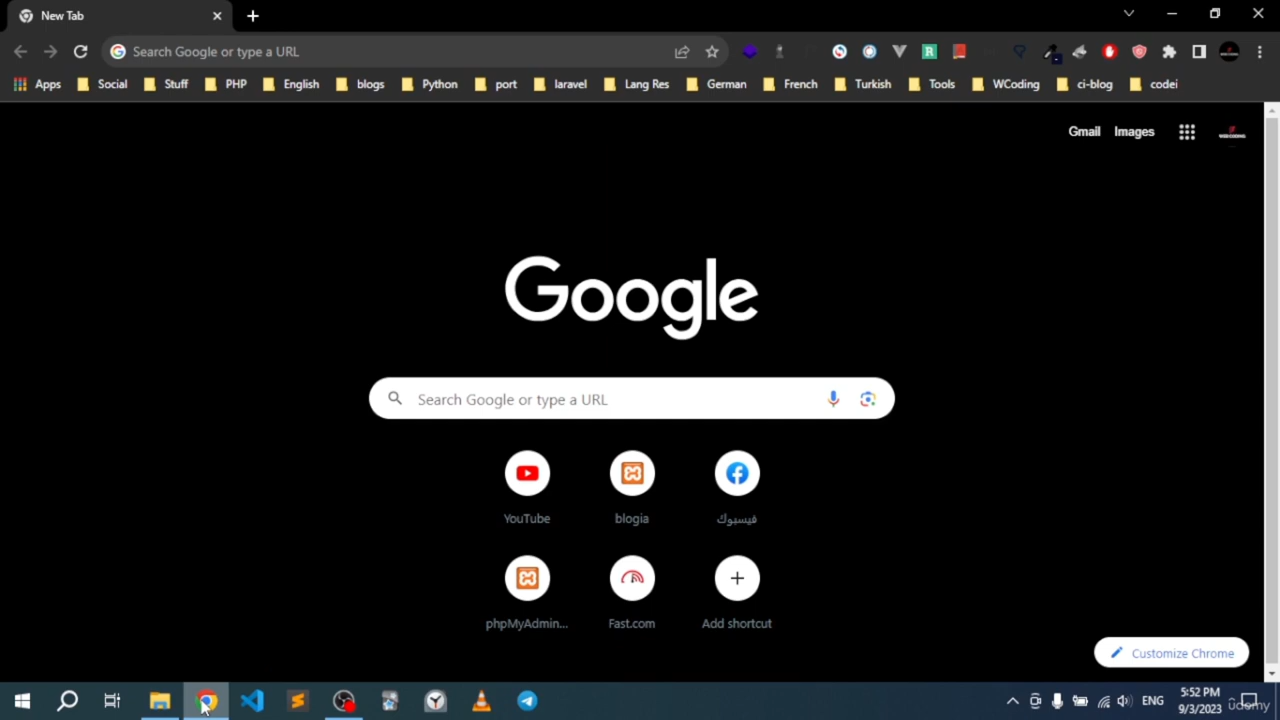 New Tab
Search Google or type a URL
Apps Social Stuff PHP English blogs Python port laravel Lang Res German French Turkish Tools WCoding ci-blog codei
Gmail Images
Google
Search Google or type a URL
YouTube blogia فيسبوك
phpMyAdmin... Fast.com Add shortcut
Customize Chrome
ENG
5:52 PM
9/3/2023
udemy